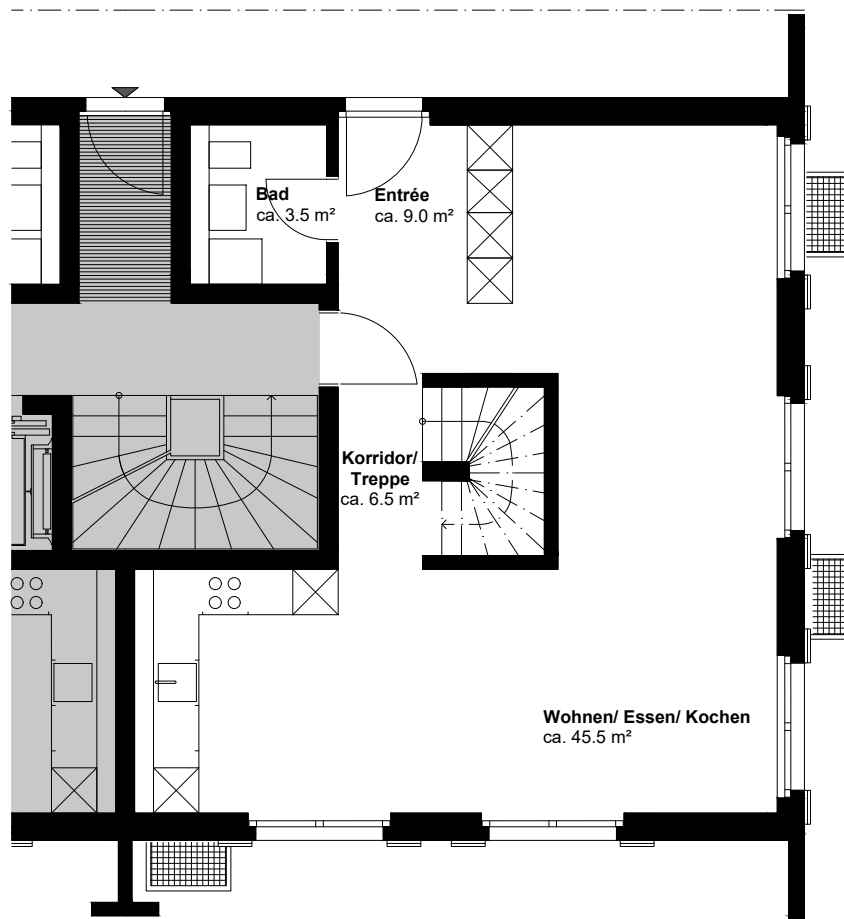 Bad
ca. 3.5 m²
Entrée
ca. 9.0 m²
Korridor/
Treppe
ca. 6.5 m²
Wohnen/ Essen/ Kochen
ca. 45.5 m²